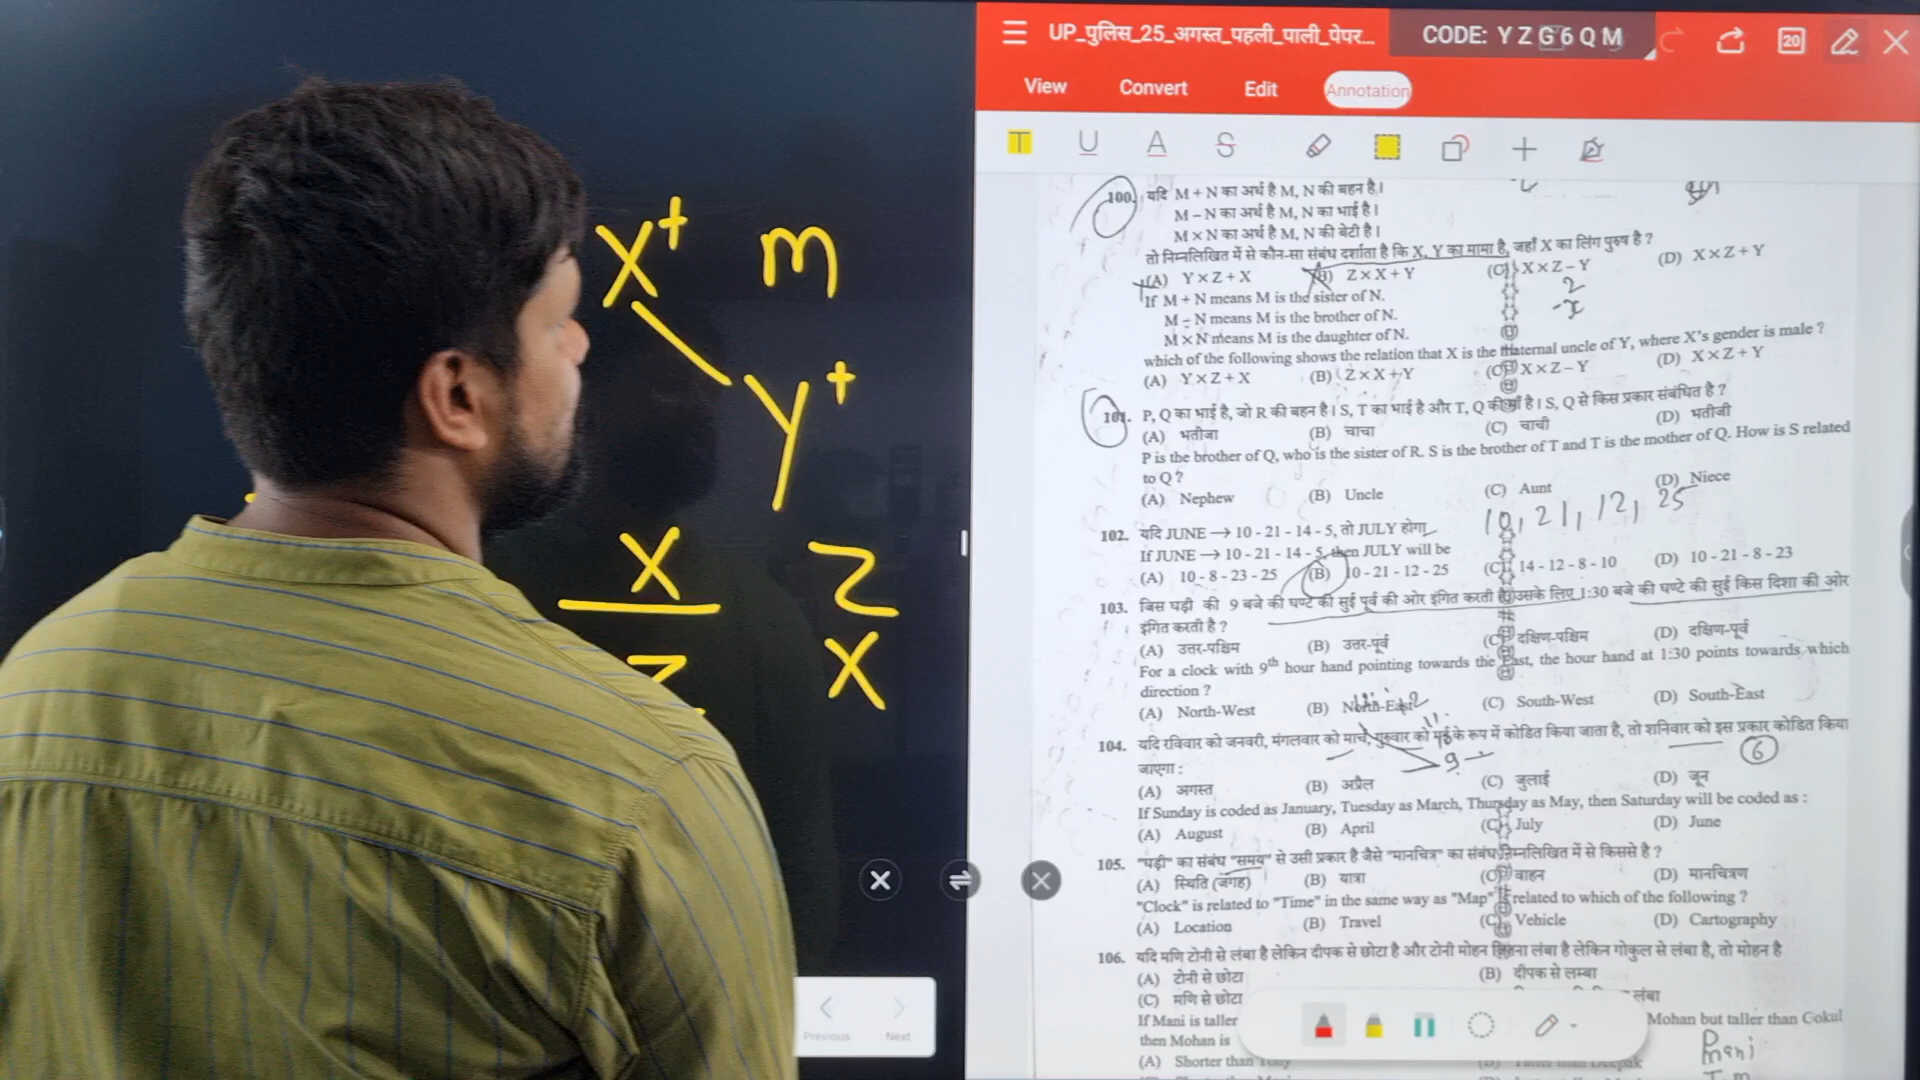 UP_पुलिस_25_अगस्त_पहली_पाली_पेपर...
CODE: YZG6QM
20
View Convert Edit Annotation
T U A S
X+ m
Y+
X Z
X
100. यदि M + N का अर्थ है M, N की बहन है।
M – N का अर्थ है M, N का भाई है।
M × N का अर्थ है M, N की बेटी है।
तो निम्नलिखित में से कौन-सा संबंध दर्शाता है कि X, Y का मामा है, जहाँ X का लिंग पुरुष है ?
(A) Y × Z + X (B) Z × X + Y (C) X × Z – Y (D) X × Z + Y
If M + N means M is the sister of N.
M – N means M is the brother of N.
M × N means M is the daughter of N.
which of the following shows the relation that X is the maternal uncle of Y, where X's gender is male ?
(A) Y × Z + X (B) Z × X + Y (C) X × Z – Y (D) X × Z + Y
101. P, Q का भाई है, जो R की बहन है। S, T का भाई है और T, Q की माँ है। S, Q से किस प्रकार संबंधित है ?
(A) भतीजा (B) चाचा (C) चाची (D) भतीजी
P is the brother of Q, who is the sister of R. S is the brother of T and T is the mother of Q. How is S related
to Q ?
(A) Nephew (B) Uncle (C) Aunt (D) Niece
10, 21, 12, 25
102. यदि JUNE → 10 - 21 - 14 - 5, तो JULY होगा
If JUNE → 10 - 21 - 14 - 5, then JULY will be
(A) 10 - 8 - 23 - 25 (B) 10 - 21 - 12 - 25 (C) 14 - 12 - 8 - 10 (D) 10 - 21 - 8 - 23
103. जिस घड़ी की 9 बजे की घण्टे की सुई पूर्व की ओर इंगित करती है, उसके लिए 1:30 बजे की घण्टे की सुई किस दिशा की ओर
इंगित करती है ?
(A) उत्तर-पश्चिम (B) उत्तर-पूर्व (C) दक्षिण-पश्चिम (D) दक्षिण-पूर्व
For a clock with 9th hour hand pointing towards the East, the hour hand at 1:30 points towards which
direction ?
(A) North-West (B) North-East (C) South-West (D) South-East
104. यदि रविवार को जनवरी, मंगलवार को मार्च, गुरुवार को मई के रूप में कोडित किया जाता है, तो शनिवार को इस प्रकार कोडित किया
जाएगा :
9
6
(A) अगस्त (B) अप्रैल (C) जुलाई (D) जून
If Sunday is coded as January, Tuesday as March, Thursday as May, then Saturday will be coded as :
(A) August (B) April (C) July (D) June
105. "घड़ी" का संबंध "समय" से उसी प्रकार है जैसे "मानचित्र" का संबंध निम्नलिखित में से किससे है ?
(A) स्थिति (जगह) (B) यात्रा (C) वाहन (D) मानचित्रण
"Clock" is related to "Time" in the same way as "Map" is related to which of the following ?
(A) Location (B) Travel (C) Vehicle (D) Cartography
106. यदि मणि टोनी से लंबा है लेकिन दीपक से छोटा है और टोनी मोहन जितना लंबा है लेकिन गोकुल से लंबा है, तो मोहन है
(A) टोनी से छोटा (B) दीपक से लम्बा
(C) मणि से छोटा लंबा
If Mani is taller Mohan but taller than Gokul
then Mohan is
(A) Shorter than Tony (B) Taller than Deepak
Mani
Previous Next